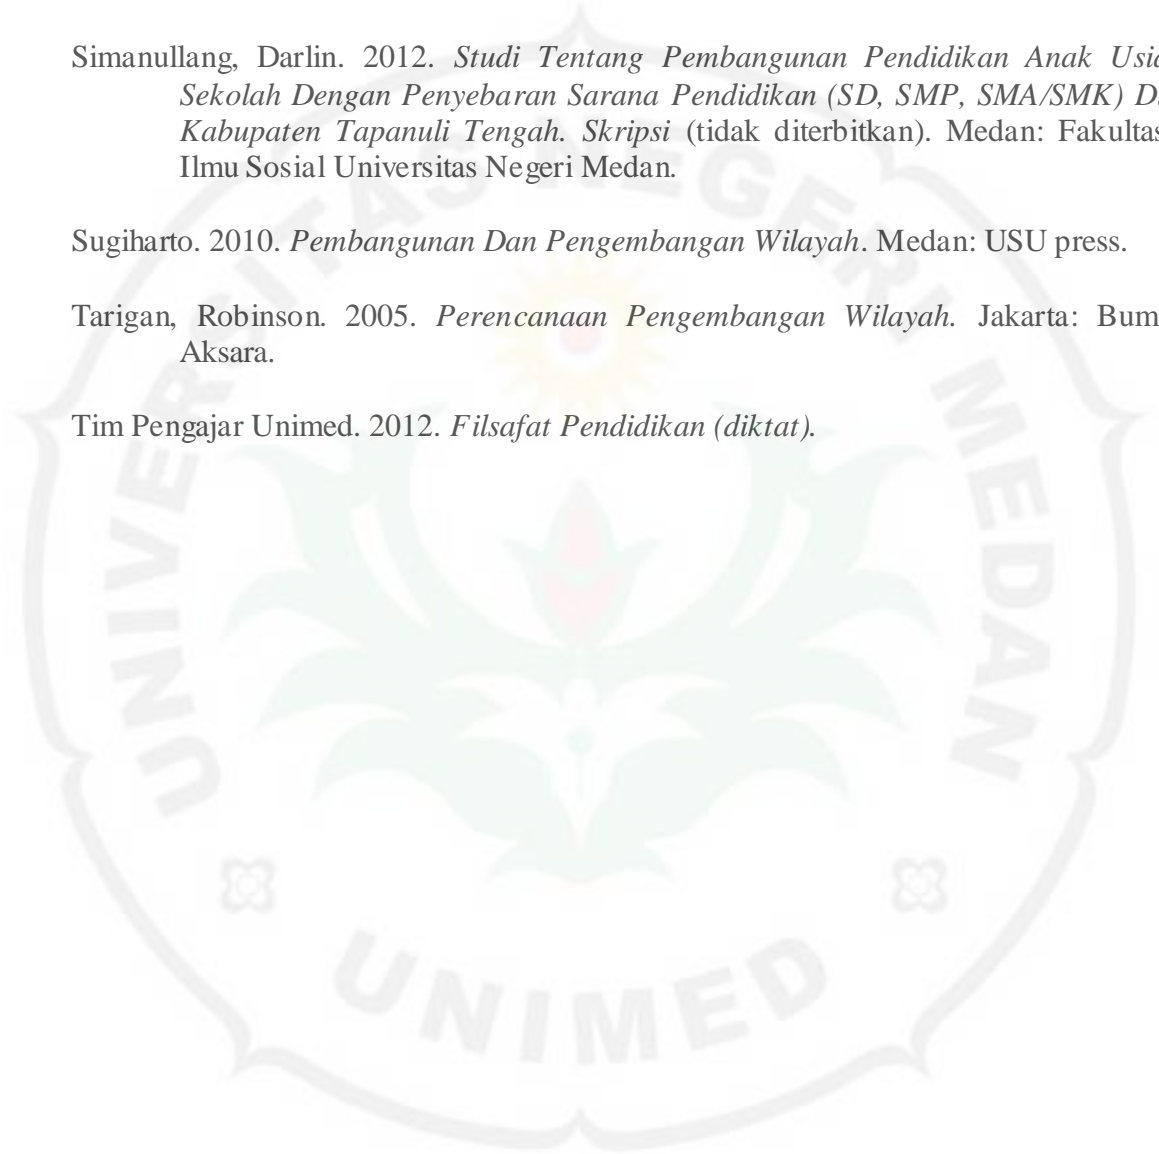 Simanullang, Darlin. 2012. Studi Tentang Pembangunan Pendidikan Anak Usia
Sekolah Dengan Penyebaran Sarana Pendidikan (SD, SMP, SMA/SMK) Di
Kabupaten Tapanuli Tengah. Skripsi (tidak diterbitkan). Medan: Fakultas
Ilmu Sosial Universitas Negeri Medan.
Sugiharto. 2010. Pembangunan Dan Pengembangan Wilayah. Medan: USU press.
Tarigan, Robinson. 2005. Perencanaan Pengembangan Wilayah. Jakarta: Bum
Aksara.
Tim Pengajar Unimed. 2012. Filsafat Pendidikan (diktat).
UNIVERSITAS NEGERI MEDAN
UNIMED